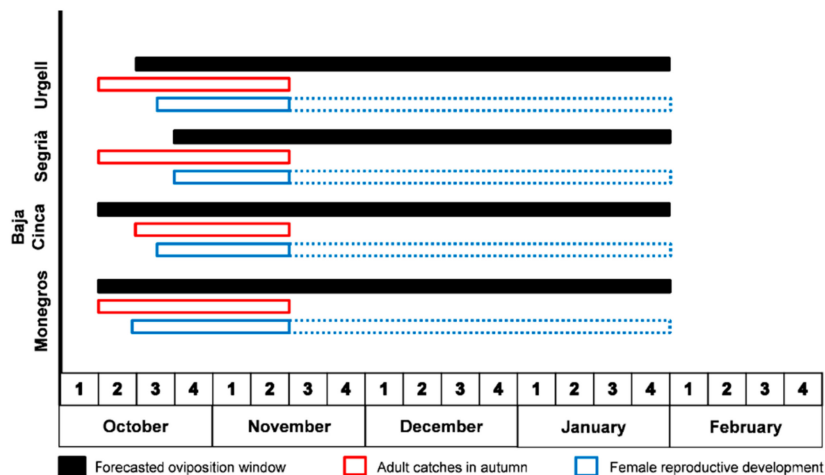 Urgell
Segrià
Baja
Cinca
Monegros
1 2 3 4 1 2 3 4 1 2 3 4 1 2 3 4 1 2 3 4
October November December January February
Forecasted oviposition window Adult catches in autumn Female reproductive development